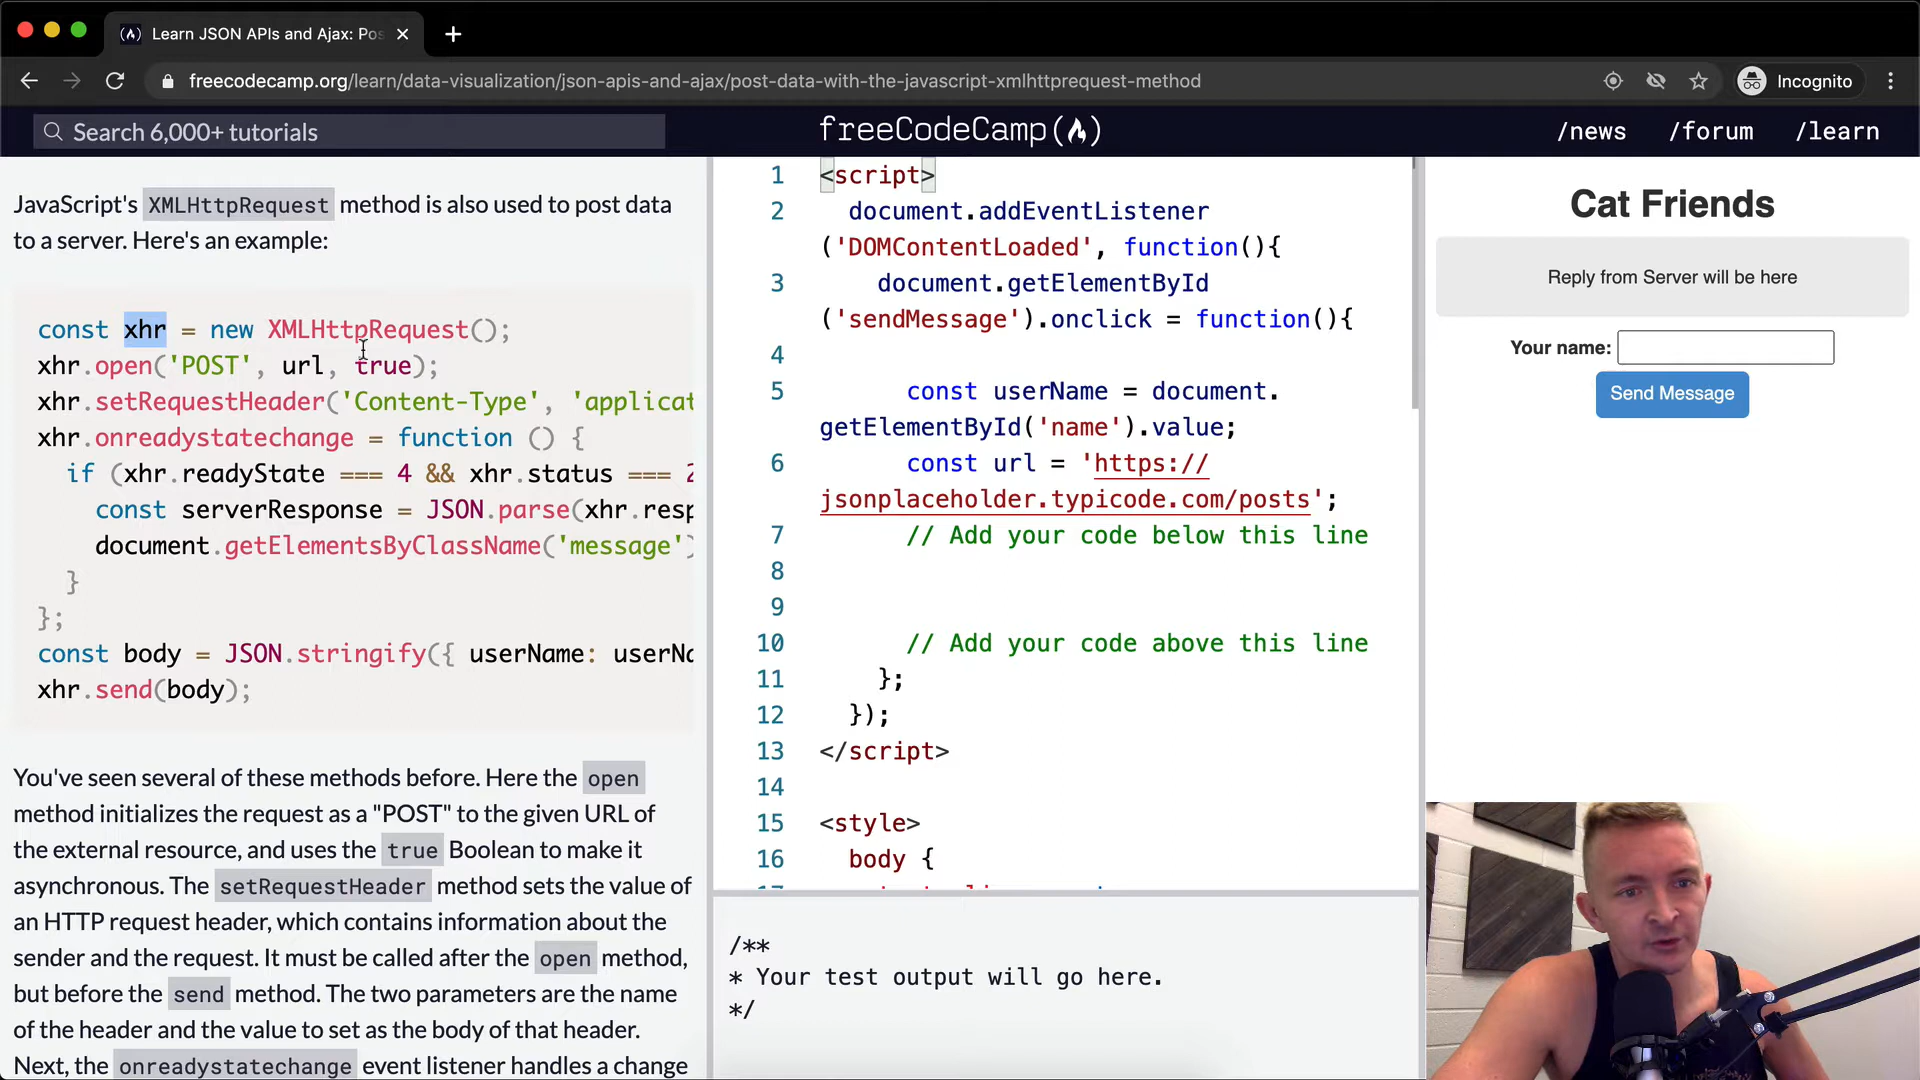 Learn JSON APIs and Ajax: Pos
freecodecamp.org/learn/data-visualization/json-apis-and-ajax/post-data-with-the-javascript-xmlhttprequest-method
Incognito
Search 6,000+ tutorials
freeCodeCamp
/news
/forum
/learn
JavaScript's XMLHttpRequest method is also used to post data
to a server. Here's an example:
const xhr = new XMLHttpRequest();
xhr.open('POST', url, true);
xhr.setRequestHeader('Content-Type', 'applicat
xhr.onreadystatechange = function () {
if (xhr.readyState === 4 && xhr.status === 2
const serverResponse = JSON.parse(xhr.resp
document.getElementsByClassName('message')
}
};
const body = JSON.stringify({ userName: userNa
xhr.send(body);
You've seen several of these methods before. Here the open
method initializes the request as a "POST" to the given URL of
the external resource, and uses the true Boolean to make it
asynchronous. The setRequestHeader method sets the value of
an HTTP request header, which contains information about the
sender and the request. It must be called after the open method,
but before the send method. The two parameters are the name
of the header and the value to set as the body of that header.
Next, the onreadystatechange event listener handles a change
1 <script>
2 document.addEventListener
('DOMContentLoaded', function(){
3 document.getElementById
('sendMessage').onclick = function(){
4
5 const userName = document.
getElementById('name').value;
6 const url = 'https://
jsonplaceholder.typicode.com/posts';
7 // Add your code below this line
8
9
10 // Add your code above this line
11 };
12 });
13 </script>
14
15 <style>
16 body {
/**
* Your test output will go here.
*/
Cat Friends
Reply from Server will be here
Your name:
Send Message